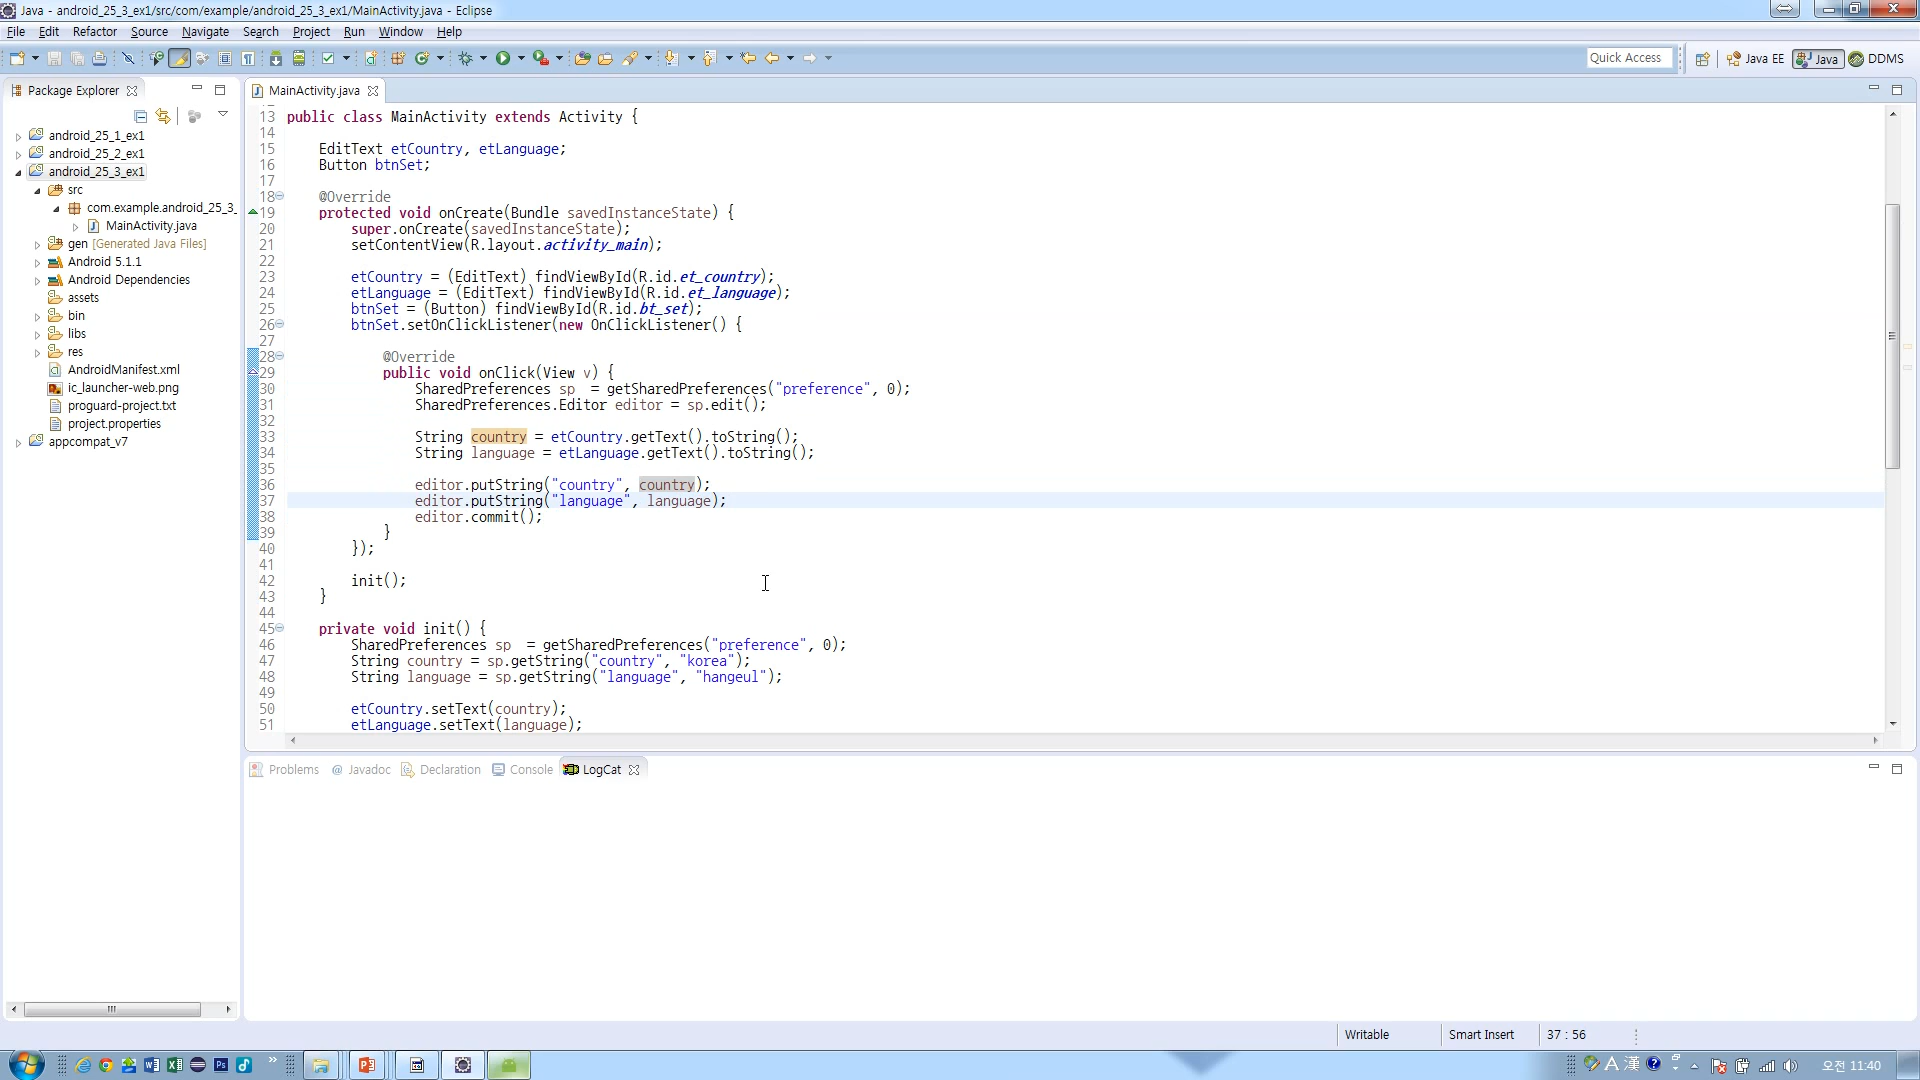 Java - android_25_3_ex1/src/com/example/android_25_3_ex1/MainActivity.java - Eclipse
File Edit Refactor Source Navigate Search Project Run Window Help
Quick Access Java EE Java DDMS
Package Explorer
android_25_1_ex1
android_25_2_ex1
android_25_3_ex1
src
com.example.android_25_3_
MainActivity.java
gen [Generated Java Files]
Android 5.1.1
Android Dependencies
assets
bin
libs
res
AndroidManifest.xml
ic_launcher-web.png
proguard-project.txt
project.properties
appcompat_v7
MainActivity.java
13 public class MainActivity extends Activity {
14
15 EditText etCountry, etLanguage;
16 Button btnSet;
17
18 @Override
19 protected void onCreate(Bundle savedInstanceState) {
20 super.onCreate(savedInstanceState);
21 setContentView(R.layout.activity_main);
22
23 etCountry = (EditText) findViewById(R.id.et_country);
24 etLanguage = (EditText) findViewById(R.id.et_language);
25 btnSet = (Button) findViewById(R.id.bt_set);
26 btnSet.setOnClickListener(new OnClickListener() {
27
28 @Override
29 public void onClick(View v) {
30 SharedPreferences sp  = getSharedPreferences("preference", 0);
31 SharedPreferences.Editor editor = sp.edit();
32
33 String country = etCountry.getText().toString();
34 String language = etLanguage.getText().toString();
35
36 editor.putString("country", country);
37 editor.putString("language", language);
38 editor.commit();
39 }
40 });
41
42 init();
43 }
44
45 private void init() {
46 SharedPreferences sp  = getSharedPreferences("preference", 0);
47 String country = sp.getString("country", "korea");
48 String language = sp.getString("language", "hangeul");
49
50 etCountry.setText(country);
51 etLanguage.setText(language);
Problems Javadoc Declaration Console LogCat
Writable Smart Insert 37 : 56
A 漢 오전 11:40